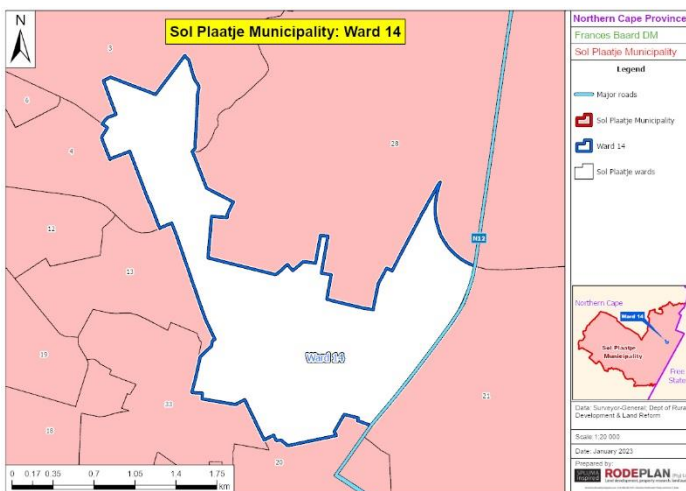 N
Sol Plaatje Municipality: Ward 14
5
6
4
28
12
13
N12
19
Ward 14
33
21
18
20
0 0.17 0.35 0.7 1.05 1.4 1.75
km
Northern Cape Province
Frances Baard DM
Sol Plaatje Municipality
Legend
Major roads
Sol Plaatje Municipality
Ward 14
Sol Plaatje wards
Northern Cape
Ward 14
Sol Plaatje
Municipality
Free
State
Data: Surveyor-General; Dept of Rural
Development & Land Reform
Scale: 1:20 000
Date: January 2023
Prepared by:
SPLUMA
Inspired
RODEPLAN